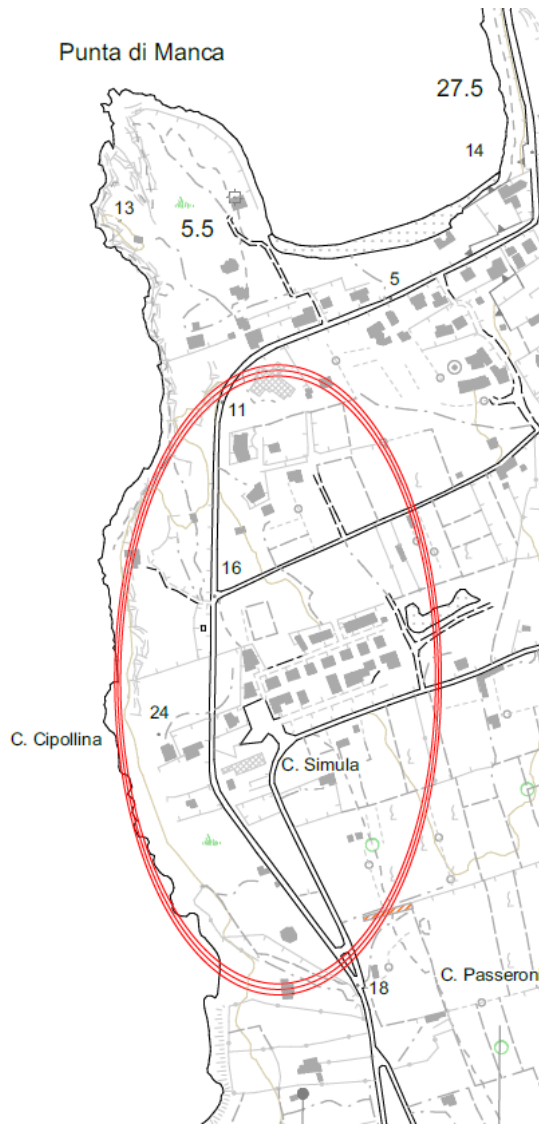 Punta di Manca
27.5
14
13
5.5
5
11
16
24
C. Cipollina
C. Simula
C. Passeron
18